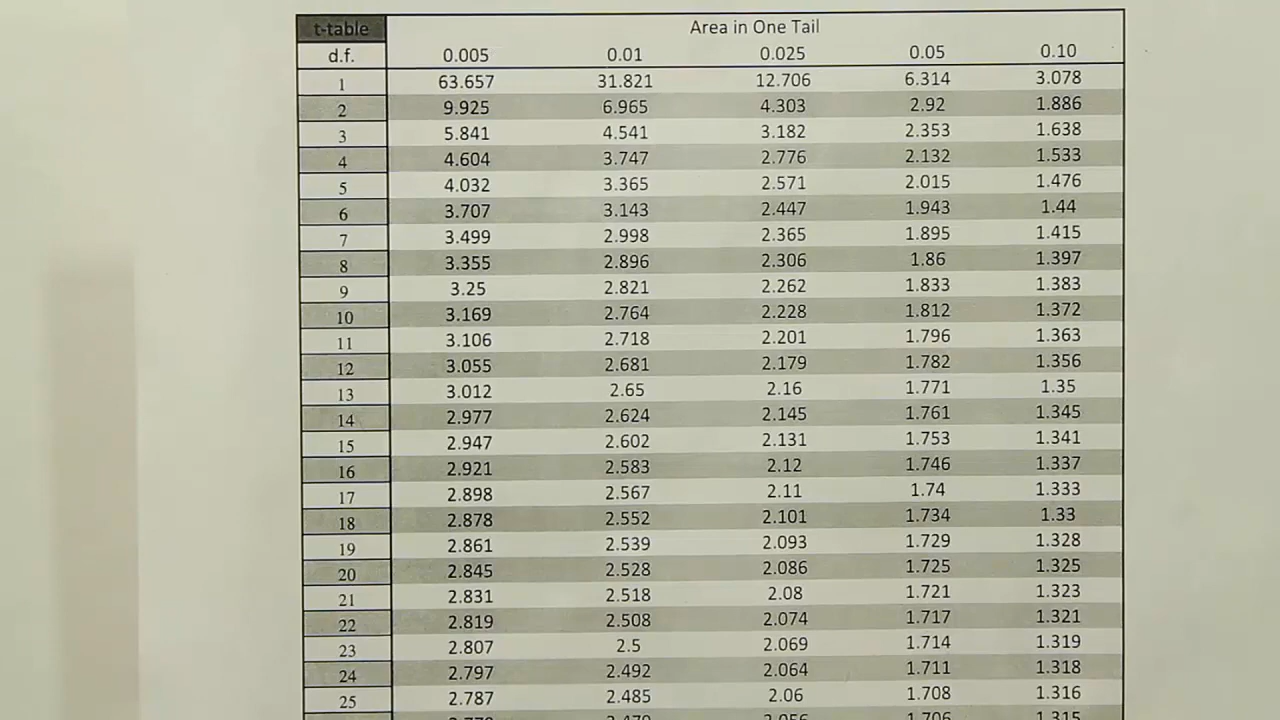 t-table Area in One Tail
d.f. 0.005 0.01 0.025 0.05 0.10
1 63.657 31.821 12.706 6.314 3.078
2 9.925 6.965 4.303 2.92 1.886
3 5.841 4.541 3.182 2.353 1.638
4 4.604 3.747 2.776 2.132 1.533
5 4.032 3.365 2.571 2.015 1.476
6 3.707 3.143 2.447 1.943 1.44
7 3.499 2.998 2.365 1.895 1.415
8 3.355 2.896 2.306 1.86 1.397
9 3.25 2.821 2.262 1.833 1.383
10 3.169 2.764 2.228 1.812 1.372
11 3.106 2.718 2.201 1.796 1.363
12 3.055 2.681 2.179 1.782 1.356
13 3.012 2.65 2.16 1.771 1.35
14 2.977 2.624 2.145 1.761 1.345
15 2.947 2.602 2.131 1.753 1.341
16 2.921 2.583 2.12 1.746 1.337
17 2.898 2.567 2.11 1.74 1.333
18 2.878 2.552 2.101 1.734 1.33
19 2.861 2.539 2.093 1.729 1.328
20 2.845 2.528 2.086 1.725 1.325
21 2.831 2.518 2.08 1.721 1.323
22 2.819 2.508 2.074 1.717 1.321
23 2.807 2.5 2.069 1.714 1.319
24 2.797 2.492 2.064 1.711 1.318
25 2.787 2.485 2.06 1.708 1.316
1.706 1.315